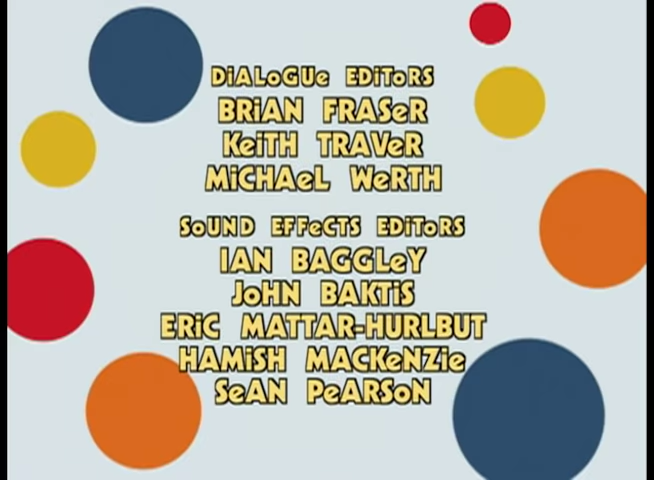 DiALoGUe EDiToRS
BRiAN FRASeR
KeiTH TRAVeR
MiCHAeL WeRTH
SoUND EFFeCTS EDiToRS
IAN BAGGLeY
JoHN BAKTiS
ERiC MATTAR-HURLBUT
HAMiSH MACKeNZie
SeAN PeARSoN